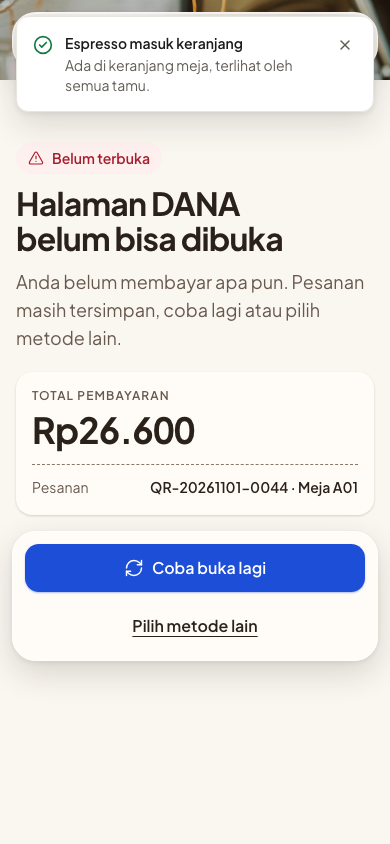 Espresso masuk keranjang
Ada di keranjang meja, terlihat oleh
semua tamu.
Belum terbuka
Halaman DANA
belum bisa dibuka
Anda belum membayar apa pun. Pesanan
masih tersimpan, coba lagi atau pilih
metode lain.
TOTAL PEMBAYARAN
Rp26.600
Pesanan QR-20261101-0044 · Meja A01
Coba buka lagi
Pilih metode lain